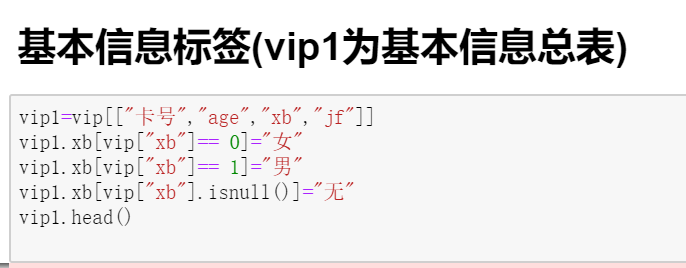 基本信息标签(vip1为基本信息总表)
vip1=vip[["卡号","age","xb","jf"]]
vip1.xb[vip["xb"]== 0]="女"
vip1.xb[vip["xb"]== 1]="男"
vip1.xb[vip["xb"].isnull()]="无"
vip1.head()